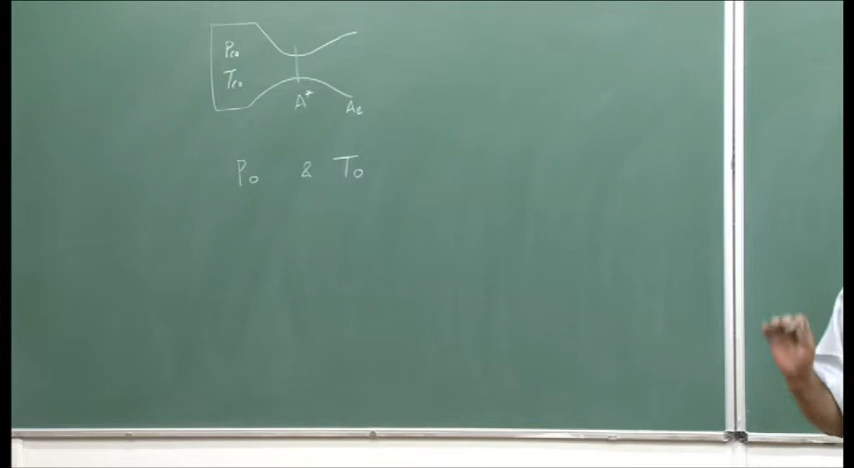 Pco
Tco
A*
Ae
Po & To